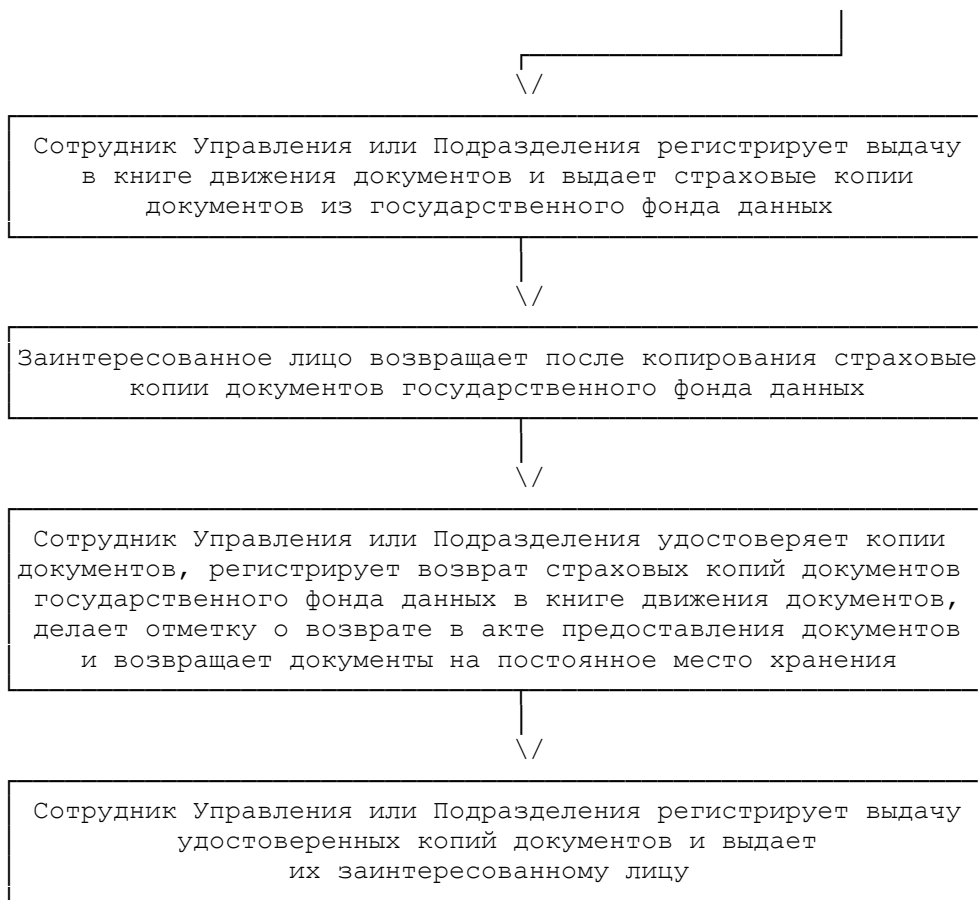 Сотрудник Управления или Подразделения регистрирует выдачу
в книге движения документов и выдает страховые копии
документов из государственного фонда данных
Заинтересованное лицо возвращает после копирования страховые
копии документов государственного фонда данных
Сотрудник Управления или Подразделения удостоверяет копии
документов, регистрирует возврат страховых копий документов
государственного фонда данных в книге движения документов,
делает отметку о возврате в акте предоставления документов
и возвращает документы на постоянное место хранения
Сотрудник Управления или Подразделения регистрирует выдачу
удостоверенных копий документов и выдает
их заинтересованному лицу